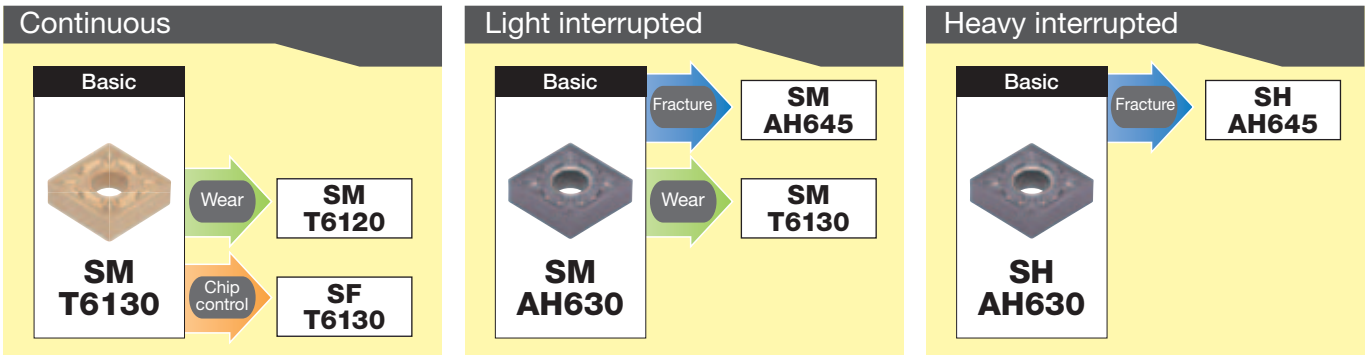 Continuous
Basic
SM
T6130
Wear
SM
T6120
Chip
control
SF
T6130
Light interrupted
Basic
SM
AH630
Fracture
SM
AH645
Wear
SM
T6130
Heavy interrupted
Basic
SH
AH630
Fracture
SH
AH645